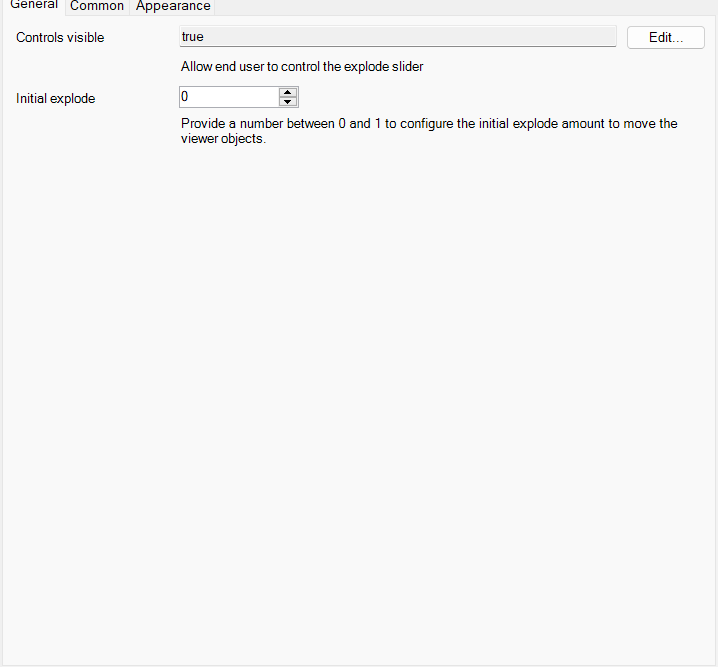 General Common Appearance
Controls visible true Edit...
Allow end user to control the explode slider
Initial explode 0
Provide a number between 0 and 1 to configure the initial explode amount to move the
viewer objects.